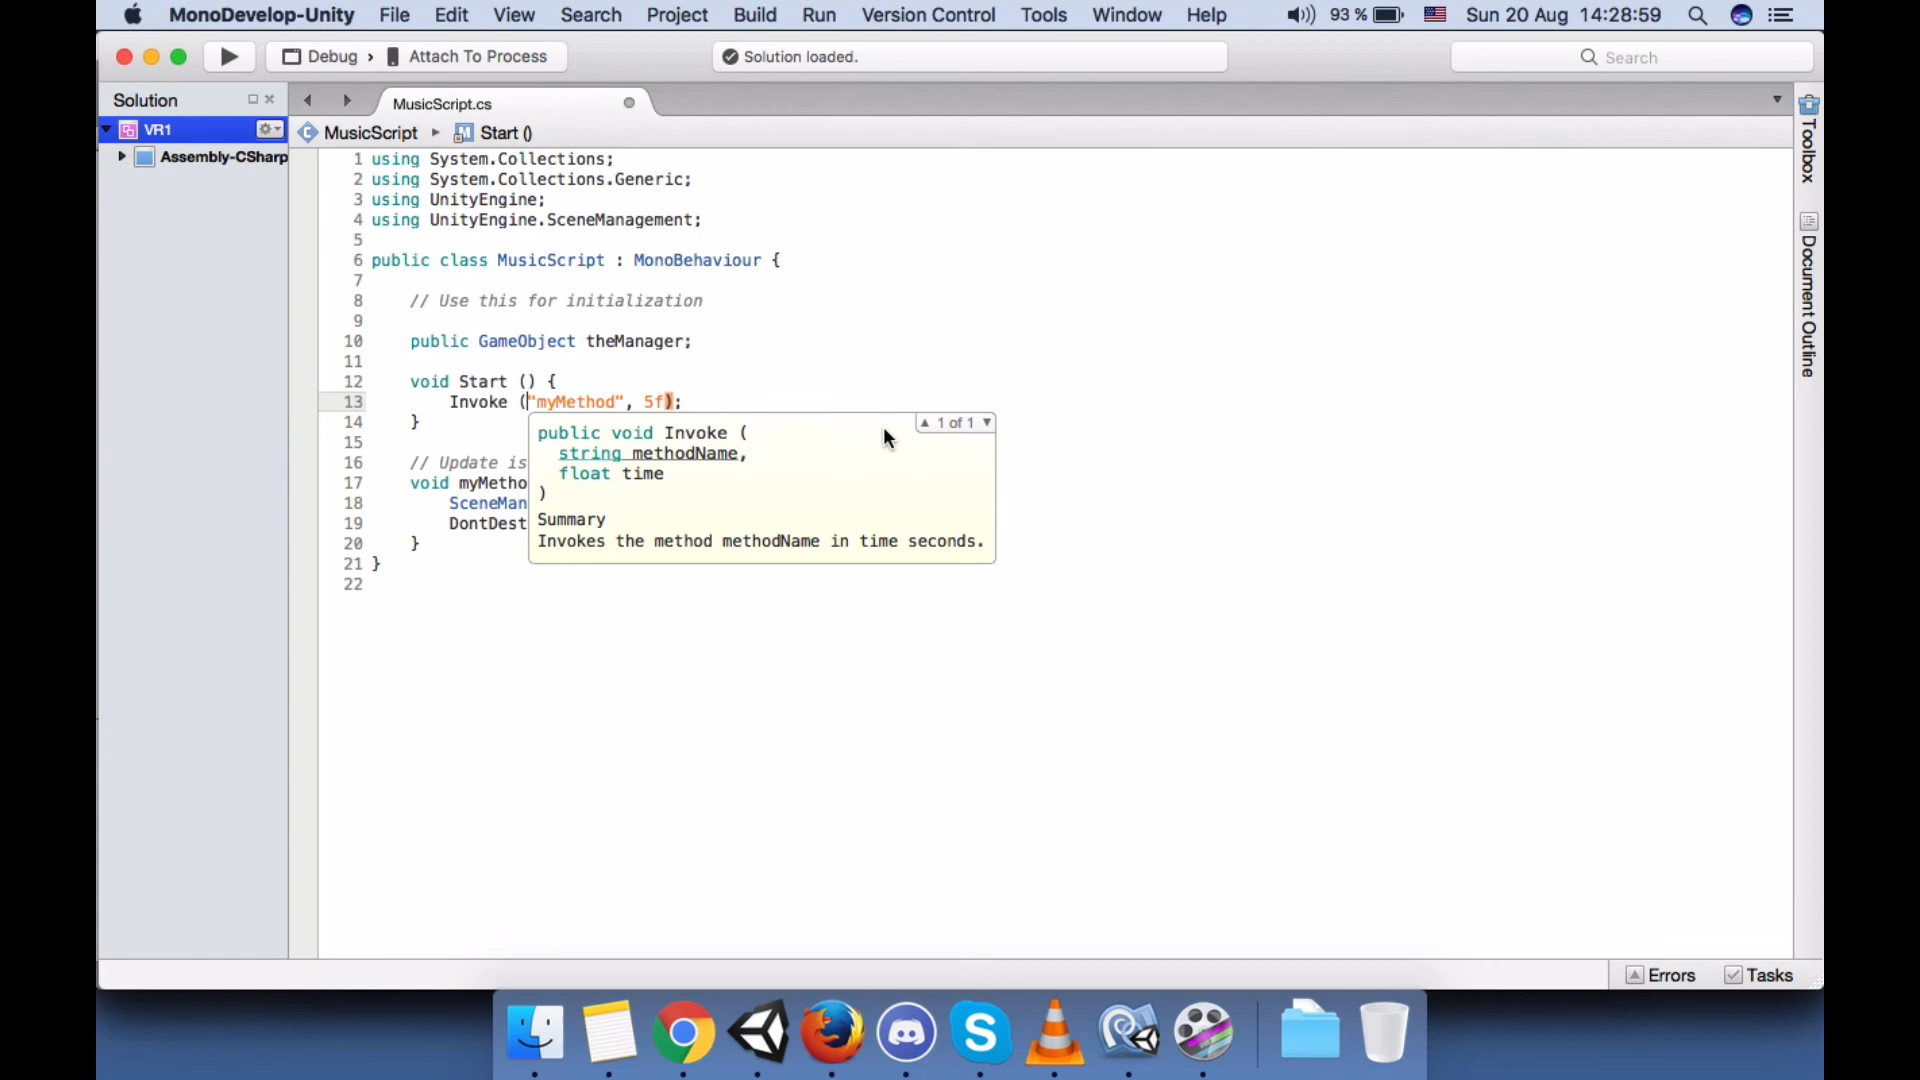 MonoDevelop-Unity File Edit View Search Project Build Run Version Control Tools Window Help 93 % Sun 20 Aug 14:28:59
Debug › Attach To Process
Solution loaded.
Search
Solution
MusicScript.cs
VR1
MusicScript Start ()
Assembly-CSharp
1 using System.Collections;
2 using System.Collections.Generic;
3 using UnityEngine;
4 using UnityEngine.SceneManagement;
5
6 public class MusicScript : MonoBehaviour {
7
8 // Use this for initialization
9
10 public GameObject theManager;
11
12 void Start () {
13 Invoke ("myMethod", 5f);
14 }
15
16 // Update is
17 void myMetho
18 SceneMan
19 DontDest
20 }
21 }
22
1 of 1
public void Invoke (
string methodName,
float time
)
Summary
Invokes the method methodName in time seconds.
Toolbox
Document Outline
Errors
Tasks